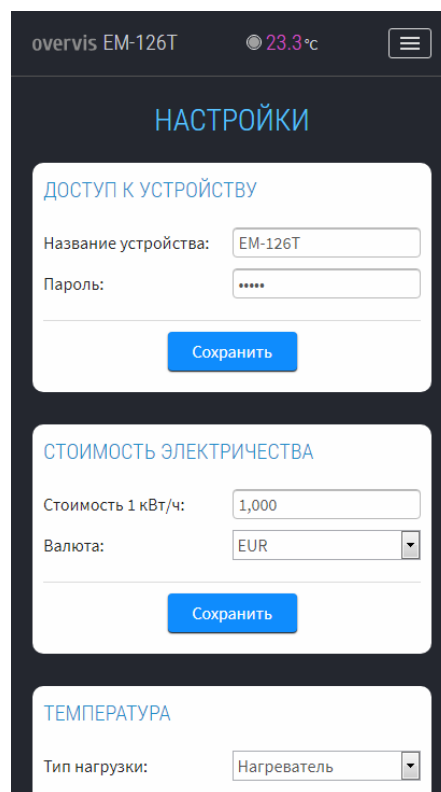 overvis EM-126T 23.3 °C
НАСТРОЙКИ
ДОСТУП К УСТРОЙСТВУ
Название устройства: EM-126T
Пароль: •••••
Сохранить
СТОИМОСТЬ ЭЛЕКТРИЧЕСТВА
Стоимость 1 кВт/ч: 1,000
Валюта: EUR
Сохранить
ТЕМПЕРАТУРА
Тип нагрузки: Нагреватель